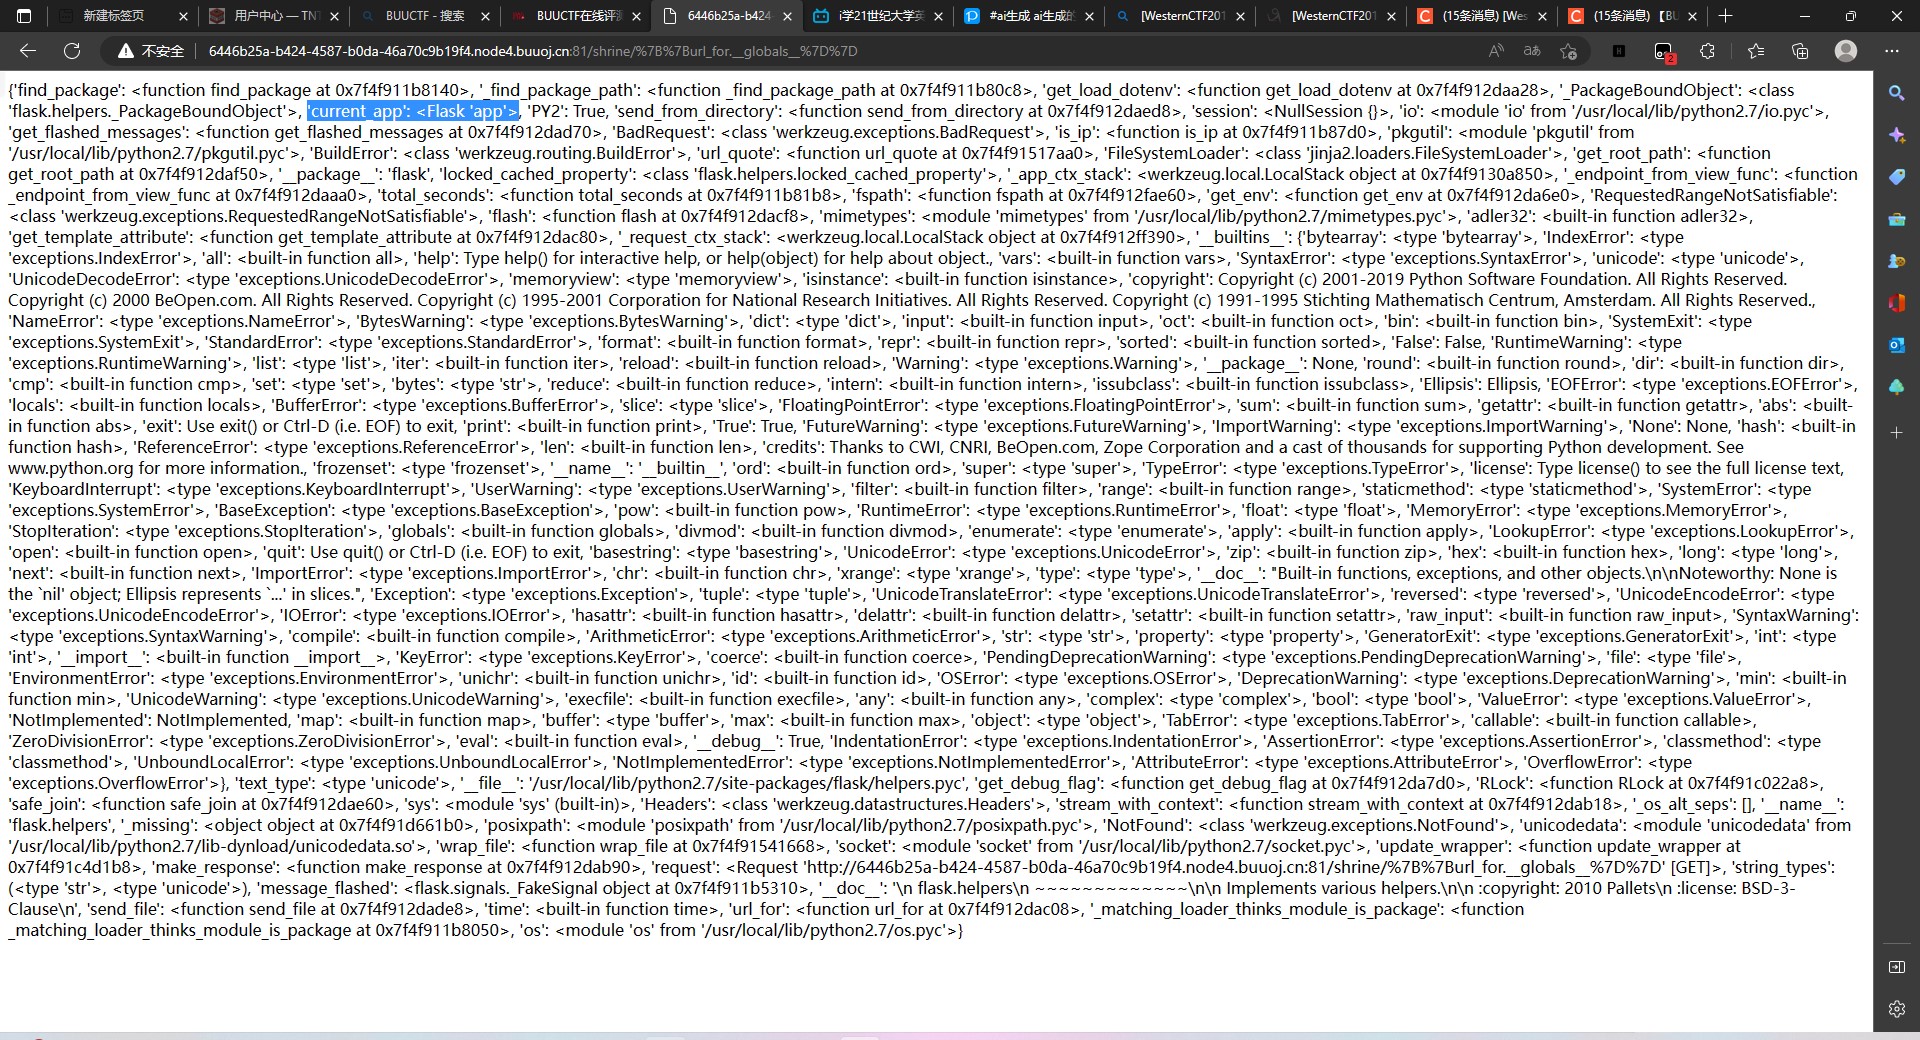 新建标签页
用户中心 — TNT
BUUCTF - 搜索
BUUCTF在线评测
6446b25a-b424
i学21世纪大学英
#ai生成 ai生成的
[WesternCTF201
[WesternCTF201
(15条消息) [Wes
(15条消息) 【BU
不安全
6446b25a-b424-4587-b0da-46a70c9b19f4.node4.buuoj.cn:81/shrine/%7B%7Burl_for.__globals__%7D%7D
2
{'find_package': <function find_package at 0x7f4f911b8140>, '_find_package_path': <function _find_package_path at 0x7f4f911b80c8>, 'get_load_dotenv': <function get_load_dotenv at 0x7f4f912daa28>, '_PackageBoundObject': <class
'flask.helpers._PackageBoundObject'>, 'current_app': <Flask 'app'>, 'PY2': True, 'send_from_directory': <function send_from_directory at 0x7f4f912daed8>, 'session': <NullSession {}>, 'io': <module 'io' from '/usr/local/lib/python2.7/io.pyc'>,
'get_flashed_messages': <function get_flashed_messages at 0x7f4f912dad70>, 'BadRequest': <class 'werkzeug.exceptions.BadRequest'>, 'is_ip': <function is_ip at 0x7f4f911b87d0>, 'pkgutil': <module 'pkgutil' from
'/usr/local/lib/python2.7/pkgutil.pyc'>, 'BuildError': <class 'werkzeug.routing.BuildError'>, 'url_quote': <function url_quote at 0x7f4f91517aa0>, 'FileSystemLoader': <class 'jinja2.loaders.FileSystemLoader'>, 'get_root_path': <function
get_root_path at 0x7f4f912daf50>, '__package__': 'flask', 'locked_cached_property': <class 'flask.helpers.locked_cached_property'>, '_app_ctx_stack': <werkzeug.local.LocalStack object at 0x7f4f9130a850>, '_endpoint_from_view_func': <function
_endpoint_from_view_func at 0x7f4f912daaa0>, 'total_seconds': <function total_seconds at 0x7f4f911b81b8>, 'fspath': <function fspath at 0x7f4f912fae60>, 'get_env': <function get_env at 0x7f4f912da6e0>, 'RequestedRangeNotSatisfiable':
<class 'werkzeug.exceptions.RequestedRangeNotSatisfiable'>, 'flash': <function flash at 0x7f4f912dacf8>, 'mimetypes': <module 'mimetypes' from '/usr/local/lib/python2.7/mimetypes.pyc'>, 'adler32': <built-in function adler32>,
'get_template_attribute': <function get_template_attribute at 0x7f4f912dac80>, '_request_ctx_stack': <werkzeug.local.LocalStack object at 0x7f4f912ff390>, '__builtins__': {'bytearray': <type 'bytearray'>, 'IndexError': <type
'exceptions.IndexError'>, 'all': <built-in function all>, 'help': Type help() for interactive help, or help(object) for help about object., 'vars': <built-in function vars>, 'SyntaxError': <type 'exceptions.SyntaxError'>, 'unicode': <type 'unicode'>,
'UnicodeDecodeError': <type 'exceptions.UnicodeDecodeError'>, 'memoryview': <type 'memoryview'>, 'isinstance': <built-in function isinstance>, 'copyright': Copyright (c) 2001-2019 Python Software Foundation. All Rights Reserved.
Copyright (c) 2000 BeOpen.com. All Rights Reserved. Copyright (c) 1995-2001 Corporation for National Research Initiatives. All Rights Reserved. Copyright (c) 1991-1995 Stichting Mathematisch Centrum, Amsterdam. All Rights Reserved.,
'NameError': <type 'exceptions.NameError'>, 'BytesWarning': <type 'exceptions.BytesWarning'>, 'dict': <type 'dict'>, 'input': <built-in function input>, 'oct': <built-in function oct>, 'bin': <built-in function bin>, 'SystemExit': <type
'exceptions.SystemExit'>, 'StandardError': <type 'exceptions.StandardError'>, 'format': <built-in function format>, 'repr': <built-in function repr>, 'sorted': <built-in function sorted>, 'False': False, 'RuntimeWarning': <type
'exceptions.RuntimeWarning'>, 'list': <type 'list'>, 'iter': <built-in function iter>, 'reload': <built-in function reload>, 'Warning': <type 'exceptions.Warning'>, '__package__': None, 'round': <built-in function round>, 'dir': <built-in function dir>,
'cmp': <built-in function cmp>, 'set': <type 'set'>, 'bytes': <type 'str'>, 'reduce': <built-in function reduce>, 'intern': <built-in function intern>, 'issubclass': <built-in function issubclass>, 'Ellipsis': Ellipsis, 'EOFError': <type 'exceptions.EOFError'>,
'locals': <built-in function locals>, 'BufferError': <type 'exceptions.BufferError'>, 'slice': <type 'slice'>, 'FloatingPointError': <type 'exceptions.FloatingPointError'>, 'sum': <built-in function sum>, 'getattr': <built-in function getattr>, 'abs': <built-
in function abs>, 'exit': Use exit() or Ctrl-D (i.e. EOF) to exit, 'print': <built-in function print>, 'True': True, 'FutureWarning': <type 'exceptions.FutureWarning'>, 'ImportWarning': <type 'exceptions.ImportWarning'>, 'None': None, 'hash': <built-in
function hash>, 'ReferenceError': <type 'exceptions.ReferenceError'>, 'len': <built-in function len>, 'credits': Thanks to CWI, CNRI, BeOpen.com, Zope Corporation and a cast of thousands for supporting Python development. See
www.python.org for more information., 'frozenset': <type 'frozenset'>, '__name__': '__builtin__', 'ord': <built-in function ord>, 'super': <type 'super'>, 'TypeError': <type 'exceptions.TypeError'>, 'license': Type license() to see the full license text,
'KeyboardInterrupt': <type 'exceptions.KeyboardInterrupt'>, 'UserWarning': <type 'exceptions.UserWarning'>, 'filter': <built-in function filter>, 'range': <built-in function range>, 'staticmethod': <type 'staticmethod'>, 'SystemError': <type
'exceptions.SystemError'>, 'BaseException': <type 'exceptions.BaseException'>, 'pow': <built-in function pow>, 'RuntimeError': <type 'exceptions.RuntimeError'>, 'float': <type 'float'>, 'MemoryError': <type 'exceptions.MemoryError'>,
'StopIteration': <type 'exceptions.StopIteration'>, 'globals': <built-in function globals>, 'divmod': <built-in function divmod>, 'enumerate': <type 'enumerate'>, 'apply': <built-in function apply>, 'LookupError': <type 'exceptions.LookupError'>,
'open': <built-in function open>, 'quit': Use quit() or Ctrl-D (i.e. EOF) to exit, 'basestring': <type 'basestring'>, 'UnicodeError': <type 'exceptions.UnicodeError'>, 'zip': <built-in function zip>, 'hex': <built-in function hex>, 'long': <type 'long'>,
'next': <built-in function next>, 'ImportError': <type 'exceptions.ImportError'>, 'chr': <built-in function chr>, 'xrange': <type 'xrange'>, 'type': <type 'type'>, '__doc__': "Built-in functions, exceptions, and other objects.\n\nNoteworthy: None is
the `nil' object; Ellipsis represents `...' in slices.", 'Exception': <type 'exceptions.Exception'>, 'tuple': <type 'tuple'>, 'UnicodeTranslateError': <type 'exceptions.UnicodeTranslateError'>, 'reversed': <type 'reversed'>, 'UnicodeEncodeError': <type
'exceptions.UnicodeEncodeError'>, 'IOError': <type 'exceptions.IOError'>, 'hasattr': <built-in function hasattr>, 'delattr': <built-in function delattr>, 'setattr': <built-in function setattr>, 'raw_input': <built-in function raw_input>, 'SyntaxWarning':
<type 'exceptions.SyntaxWarning'>, 'compile': <built-in function compile>, 'ArithmeticError': <type 'exceptions.ArithmeticError'>, 'str': <type 'str'>, 'property': <type 'property'>, 'GeneratorExit': <type 'exceptions.GeneratorExit'>, 'int': <type
'int'>, '__import__': <built-in function __import__>, 'KeyError': <type 'exceptions.KeyError'>, 'coerce': <built-in function coerce>, 'PendingDeprecationWarning': <type 'exceptions.PendingDeprecationWarning'>, 'file': <type 'file'>,
'EnvironmentError': <type 'exceptions.EnvironmentError'>, 'unichr': <built-in function unichr>, 'id': <built-in function id>, 'OSError': <type 'exceptions.OSError'>, 'DeprecationWarning': <type 'exceptions.DeprecationWarning'>, 'min': <built-in
function min>, 'UnicodeWarning': <type 'exceptions.UnicodeWarning'>, 'execfile': <built-in function execfile>, 'any': <built-in function any>, 'complex': <type 'complex'>, 'bool': <type 'bool'>, 'ValueError': <type 'exceptions.ValueError'>,
'NotImplemented': NotImplemented, 'map': <built-in function map>, 'buffer': <type 'buffer'>, 'max': <built-in function max>, 'object': <type 'object'>, 'TabError': <type 'exceptions.TabError'>, 'callable': <built-in function callable>,
'ZeroDivisionError': <type 'exceptions.ZeroDivisionError'>, 'eval': <built-in function eval>, '__debug__': True, 'IndentationError': <type 'exceptions.IndentationError'>, 'AssertionError': <type 'exceptions.AssertionError'>, 'classmethod': <type
'classmethod'>, 'UnboundLocalError': <type 'exceptions.UnboundLocalError'>, 'NotImplementedError': <type 'exceptions.NotImplementedError'>, 'AttributeError': <type 'exceptions.AttributeError'>, 'OverflowError': <type
'exceptions.OverflowError'>}, 'text_type': <type 'unicode'>, '__file__': '/usr/local/lib/python2.7/site-packages/flask/helpers.pyc', 'get_debug_flag': <function get_debug_flag at 0x7f4f912da7d0>, 'RLock': <function RLock at 0x7f4f91c022a8>,
'safe_join': <function safe_join at 0x7f4f912dae60>, 'sys': <module 'sys' (built-in)>, 'Headers': <class 'werkzeug.datastructures.Headers'>, 'stream_with_context': <function stream_with_context at 0x7f4f912dab18>, '_os_alt_seps': [], '__name__':
'flask.helpers', '_missing': <object object at 0x7f4f91d661b0>, 'posixpath': <module 'posixpath' from '/usr/local/lib/python2.7/posixpath.pyc'>, 'NotFound': <class 'werkzeug.exceptions.NotFound'>, 'unicodedata': <module 'unicodedata' from
'/usr/local/lib/python2.7/lib-dynload/unicodedata.so'>, 'wrap_file': <function wrap_file at 0x7f4f91541668>, 'socket': <module 'socket' from '/usr/local/lib/python2.7/socket.pyc'>, 'update_wrapper': <function update_wrapper at
0x7f4f91c4d1b8>, 'make_response': <function make_response at 0x7f4f912dab90>, 'request': <Request 'http://6446b25a-b424-4587-b0da-46a70c9b19f4.node4.buuoj.cn:81/shrine/%7B%7Burl_for.__globals__%7D%7D' [GET]>, 'string_types':
(<type 'str'>, <type 'unicode'>), 'message_flashed': <flask.signals._FakeSignal object at 0x7f4f911b5310>, '__doc__': '\n flask.helpers\n ~~~~~~~~~~~~~\n\n Implements various helpers.\n\n :copyright: 2010 Pallets\n :license: BSD-3-
Clause\n', 'send_file': <function send_file at 0x7f4f912dade8>, 'time': <built-in function time>, 'url_for': <function url_for at 0x7f4f912dac08>, '_matching_loader_thinks_module_is_package': <function
_matching_loader_thinks_module_is_package at 0x7f4f911b8050>, 'os': <module 'os' from '/usr/local/lib/python2.7/os.pyc'>}